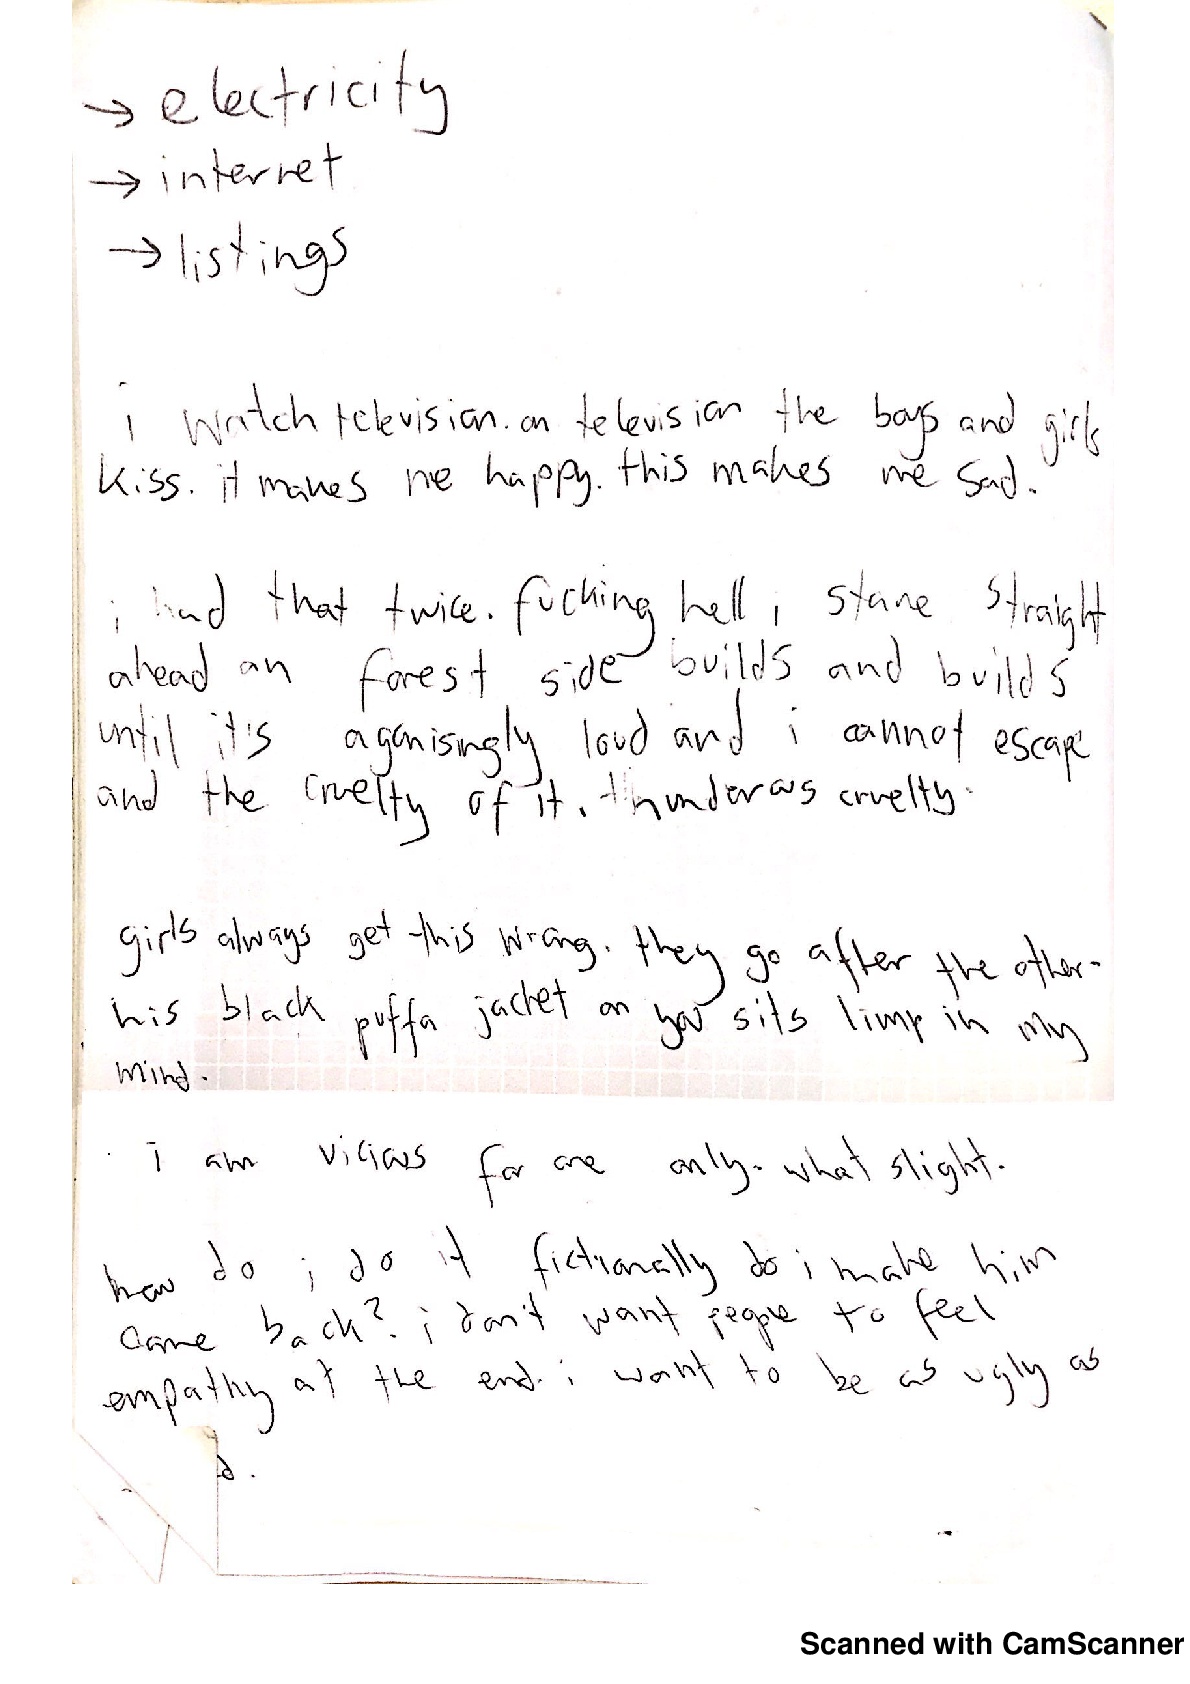 → electricity
→ internet
→ listings
i watch television. on television the boys and girls
kiss. it makes me happy. this makes me sad.
i had that twice. fucking hell i stare straight
ahead on forest side builds and builds
until it's agonisingly loud and i cannot escape
and the cruelty of it. thunderous cruelty.
girls always get this wrong. they go after the other-
his black puffa jacket on you sits limp in my
mind.
i am vicious for one only. what slight.
how do i do it fictionally do i make him
come back? i don't want people to feel
empathy at the end. i want to be as ugly as
Scanned with CamScanner